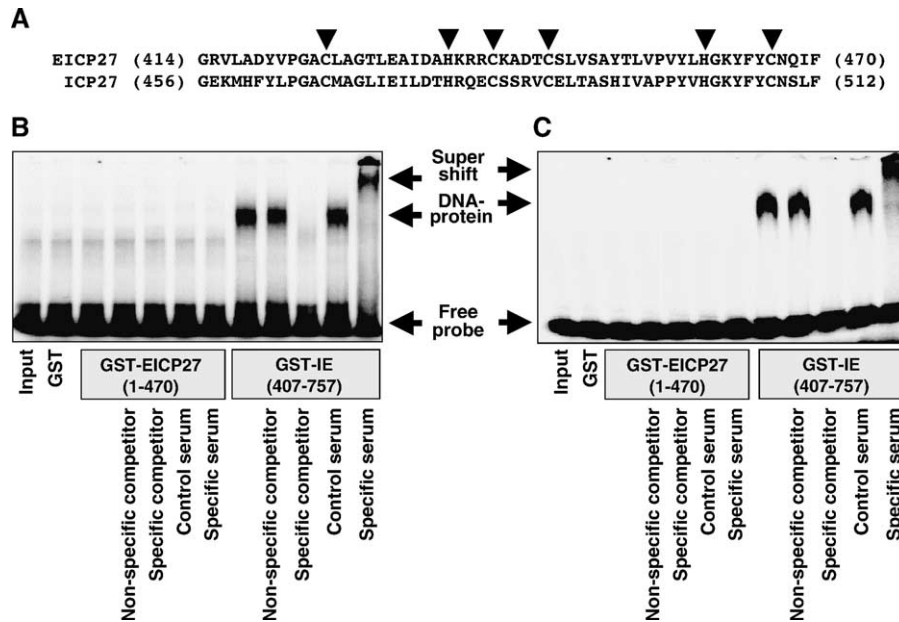 A
EICP27 (414) GRVLADYVPGACLAGTLEAIDAHKRRCKADTCSLVSAYTLVPVYLHGKYFYCNQIF (470)
ICP27 (456) GEKMHFYLPGACMAGLIEILDTHRQECSSRVCELTASHIVAPPYVHGKYFYCNSLF (512)
B
C
Super
shift
DNA-
protein
Free
probe
Input
GST
GST-EICP27
(1-470)
Non-specific competitor
Specific competitor
Control serum
Specific serum
GST-IE
(407-757)
Non-specific competitor
Specific competitor
Control serum
Specific serum
Input
GST
GST-EICP27
(1-470)
Non-specific competitor
Specific competitor
Control serum
Specific serum
GST-IE
(407-757)
Non-specific competitor
Specific competitor
Control serum
Specific serum